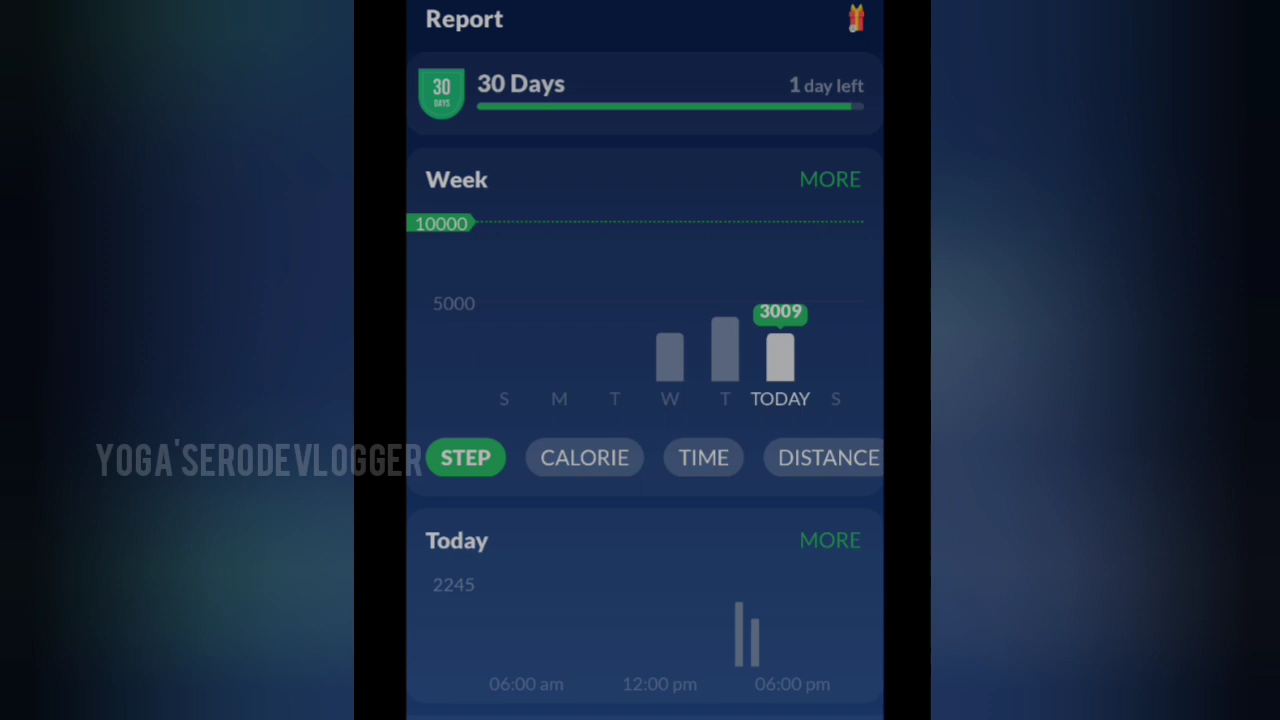 Report
30
DAYS
30 Days
1 day left
Week
MORE
10000
5000
3009
S M T W T TODAY S
YOGA'SERODEVLOGGER
STEP CALORIE TIME DISTANCE
Today
MORE
2245
06:00 am 12:00 pm 06:00 pm